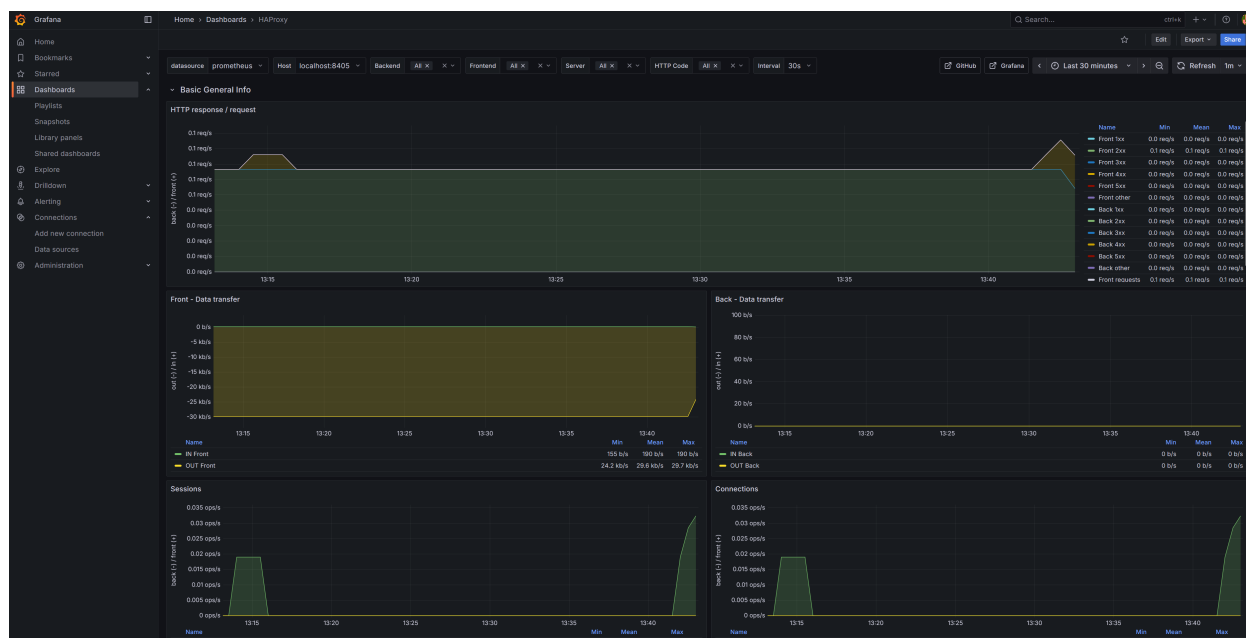 Grafana
Home › Dashboards › HAProxy
Search...
ctrl+k
Home
Bookmarks
Starred
Dashboards
Playlists
Snapshots
Library panels
Shared dashboards
Explore
Drilldown
Alerting
Connections
Add new connection
Data sources
Administration
Edit
Export
Share
datasource prometheus
Host localhost:8405
Backend All ×
Frontend All ×
Server All ×
HTTP Code All ×
Interval 30s
GitHub
Grafana
Last 30 minutes
Refresh 1m
Basic General Info
HTTP response / request
back (-) / front (+)
0.1 req/s
0.1 req/s
0.1 req/s
0.1 req/s
0.1 req/s
0.0 req/s
0.0 req/s
0.0 req/s
0.0 req/s
0.0 req/s
13:15 13:20 13:25 13:30 13:35 13:40
Name Min Mean Max
Front 1xx 0.0 req/s 0.0 req/s 0.0 req/s
Front 2xx 0.1 req/s 0.1 req/s 0.1 req/s
Front 3xx 0.0 req/s 0.0 req/s 0.0 req/s
Front 4xx 0.0 req/s 0.0 req/s 0.0 req/s
Front 5xx 0.0 req/s 0.0 req/s 0.0 req/s
Front other 0.0 req/s 0.0 req/s 0.0 req/s
Back 1xx 0.0 req/s 0.0 req/s 0.0 req/s
Back 2xx 0.0 req/s 0.0 req/s 0.0 req/s
Back 3xx 0.0 req/s 0.0 req/s 0.0 req/s
Back 4xx 0.0 req/s 0.0 req/s 0.0 req/s
Back 5xx 0.0 req/s 0.0 req/s 0.0 req/s
Back other 0.0 req/s 0.0 req/s 0.0 req/s
Front requests 0.1 req/s 0.1 req/s 0.1 req/s
Front - Data transfer
out (-) / in (+)
0 b/s
-5 kb/s
-10 kb/s
-15 kb/s
-20 kb/s
-25 kb/s
-30 kb/s
13:15 13:20 13:25 13:30 13:35 13:40
Name Min Mean Max
IN Front 155 b/s 190 b/s 190 b/s
OUT Front 24.2 kb/s 29.6 kb/s 29.7 kb/s
Back - Data transfer
out (-) / in (+)
100 b/s
80 b/s
60 b/s
40 b/s
20 b/s
0 b/s
13:15 13:20 13:25 13:30 13:35 13:40
Name Min Mean Max
IN Back 0 b/s 0 b/s 0 b/s
OUT Back 0 b/s 0 b/s 0 b/s
Sessions
back (-) / front (+)
0.035 ops/s
0.03 ops/s
0.025 ops/s
0.02 ops/s
0.015 ops/s
0.01 ops/s
0.005 ops/s
0 ops/s
13:15 13:20 13:25 13:30 13:35 13:40
Name Min Mean Max
Connections
back (-) / front (+)
0.035 ops/s
0.03 ops/s
0.025 ops/s
0.02 ops/s
0.015 ops/s
0.01 ops/s
0.005 ops/s
0 ops/s
13:15 13:20 13:25 13:30 13:35 13:40
Name Min Mean Max